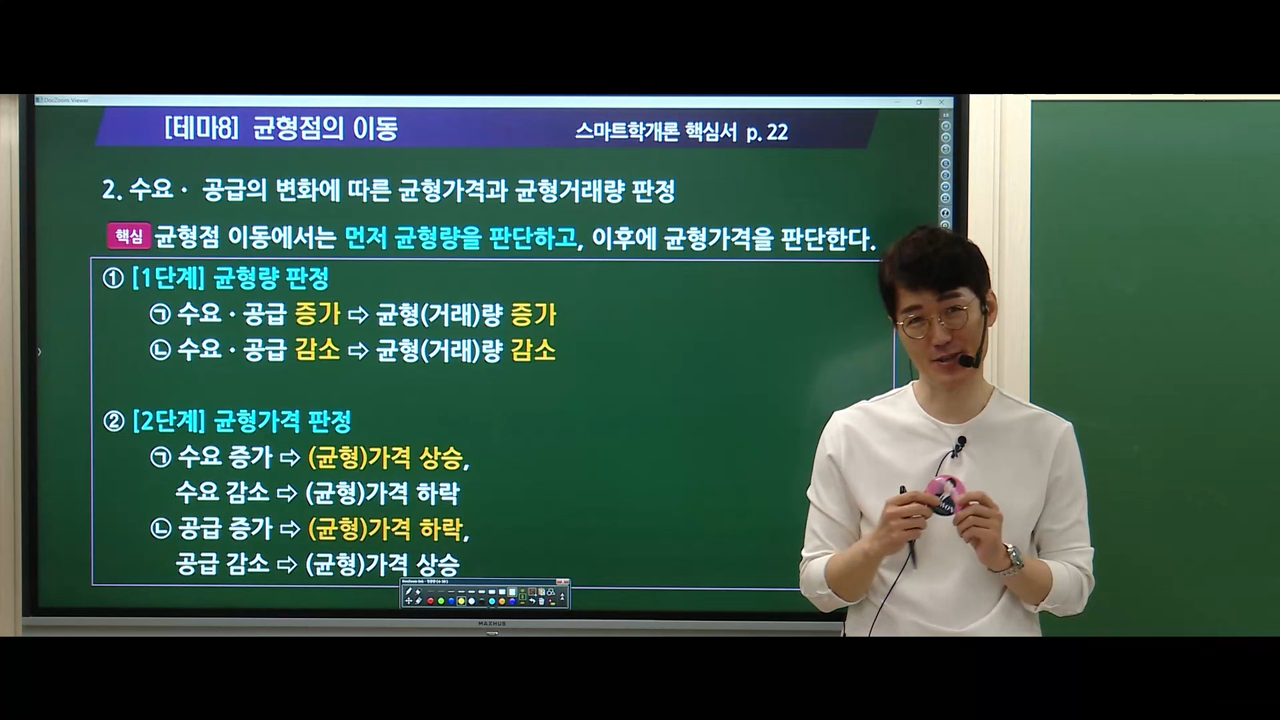 DocZoom Viewer
[테마8] 균형점의 이동
스마트학개론 핵심서 p. 22
2. 수요 · 공급의 변화에 따른 균형가격과 균형거래량 판정
핵심 균형점 이동에서는 먼저 균형량을 판단하고, 이후에 균형가격을 판단한다.
① [1단계] 균형량 판정
㉠ 수요 · 공급 증가 ⇨ 균형(거래)량 증가
㉡ 수요 · 공급 감소 ⇨ 균형(거래)량 감소
② [2단계] 균형가격 판정
㉠ 수요 증가 ⇨ (균형)가격 상승,
수요 감소 ⇨ (균형)가격 하락
㉡ 공급 증가 ⇨ (균형)가격 하락,
공급 감소 ⇨ (균형)가격 상승
MAXHUB